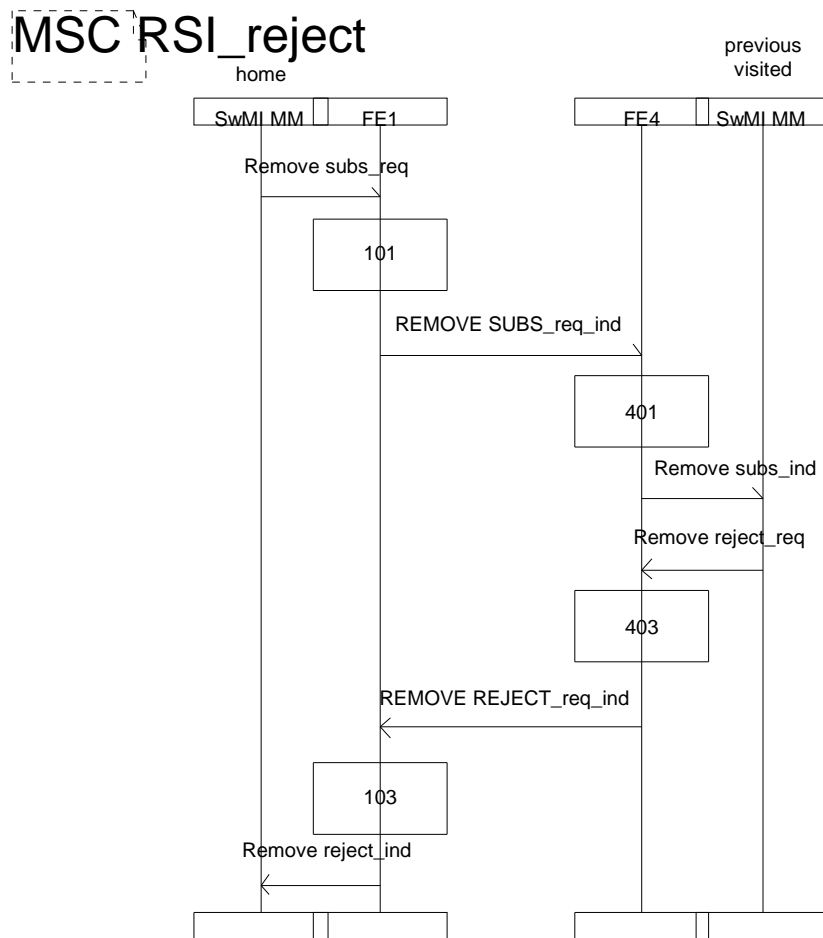 MSC RSI_reject
home
previous
visited
SwMI MM
FE1
FE4
SwMI MM
Remove subs_req
101
REMOVE SUBS_req_ind
401
Remove subs_ind
Remove reject_req
403
REMOVE REJECT_req_ind
103
Remove reject_ind